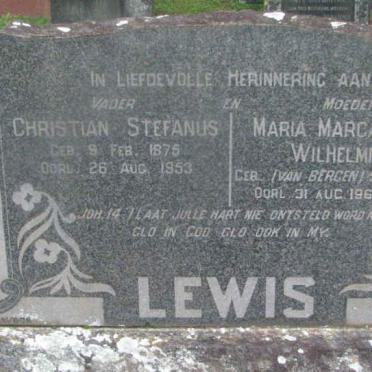 IN LIEFDEVOLLE HERINNERING AAN
VADER EN MOEDE
CHRISTIAN STEFANUS
GEB. 9 FEB. 1875
OORL. 26 AUG. 1953
MARIA MARG
WILHELMI
GEB. (VAN BERGEN)
OORL. 31 AUG. 196
JOH. 14:1 LAAT JULLE HART NIE ONTSTELD WORD
GLO IN GOD, GLO OOK IN MY.
LEWIS